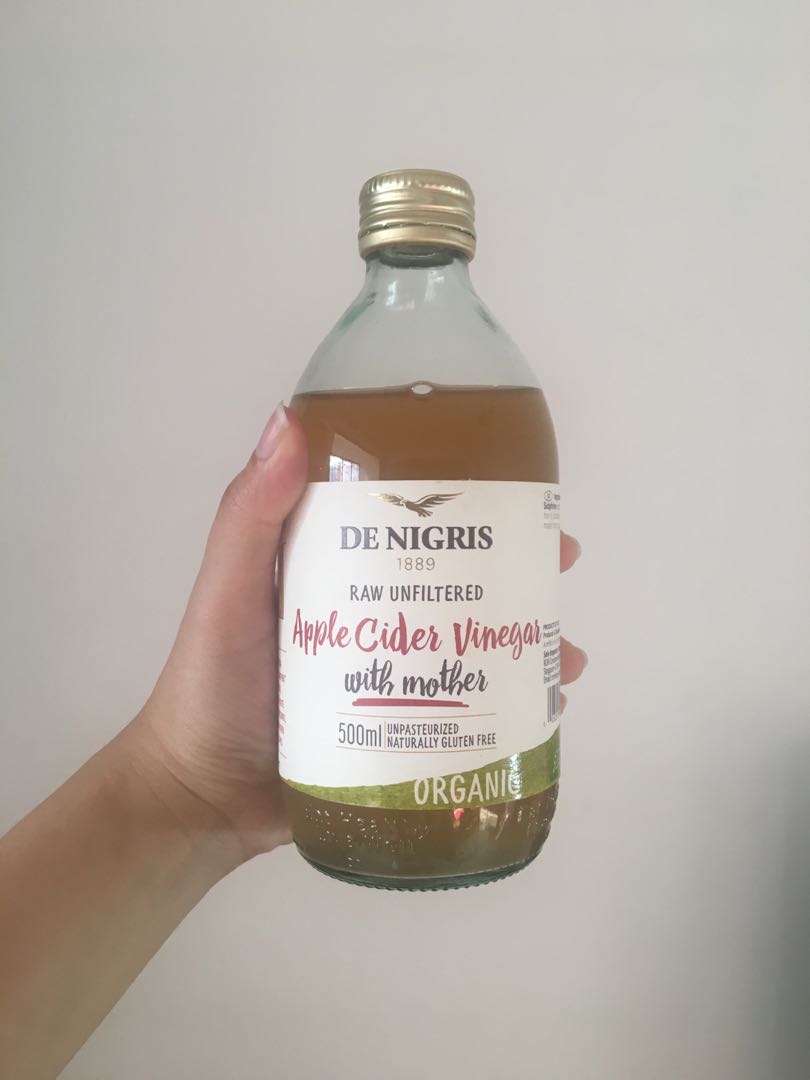 DE NIGRIS
1889
RAW UNFILTERED
Apple Cider Vinegar
with mother
500ml
UNPASTEURIZED
NATURALLY GLUTEN FREE
ORGANIC